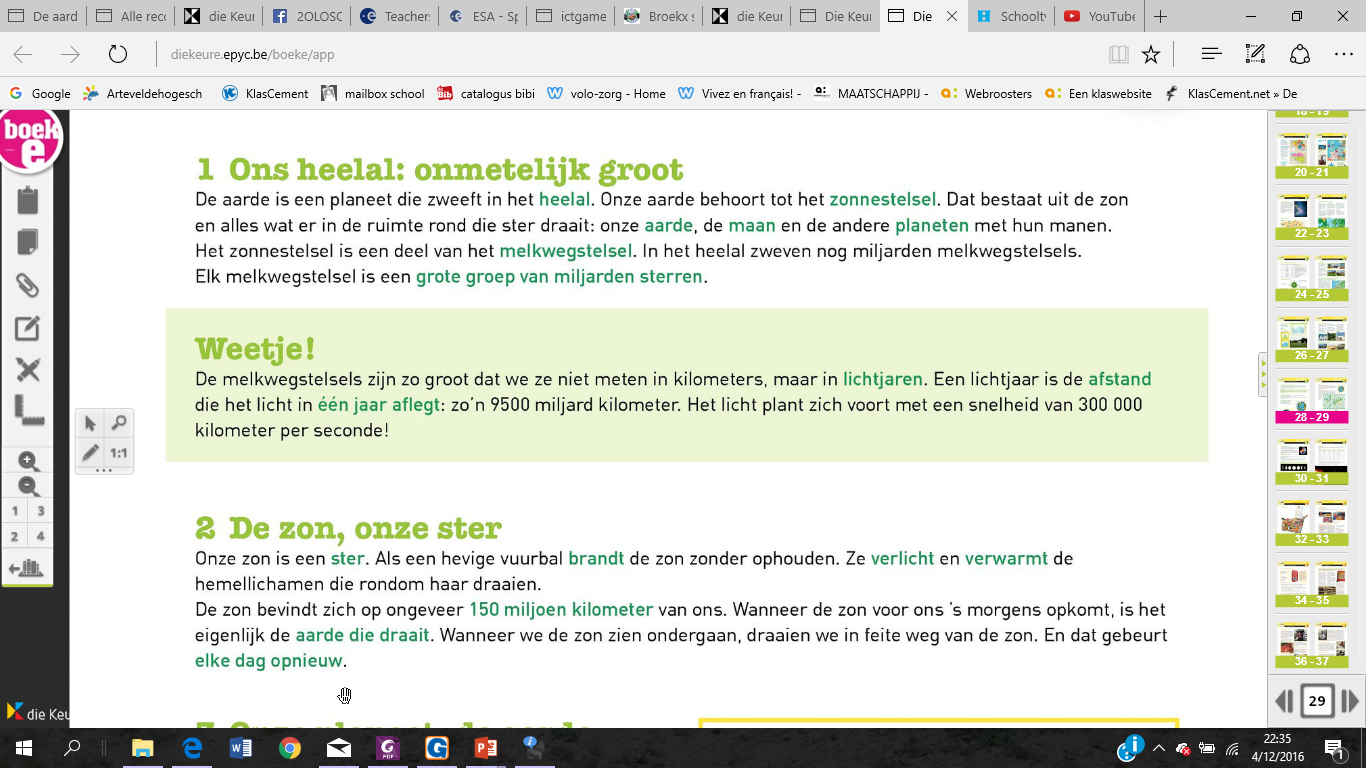 De aard
Alle reco
die Keur
2OLOSO
Teacher:
ESA - Sp
ictgame
Broekx s
die Keur
Die Keur
Die
Schooltv
YouTube
diekeure.epyc.be/boeke/app
Google
Arteveldehogesch
KlasCement
mailbox school
catalogus bibi
volo-zorg - Home
Vivez en français! -
MAATSCHAPPIJ -
Webroosters
Een klaswebsite
KlasCement.net » De
boek
e
1 Ons heelal: onmetelijk groot
De aarde is een planeet die zweeft in het heelal. Onze aarde behoort tot het zonnestelsel. Dat bestaat uit de zon
en alles wat er in de ruimte rond die ster draait: onze aarde, de maan en de andere planeten met hun manen.
Het zonnestelsel is een deel van het melkwegstelsel. In het heelal zweven nog miljarden melkwegstelsels.
Elk melkwegstelsel is een grote groep van miljarden sterren.
Weetje!
De melkwegstelsels zijn zo groot dat we ze niet meten in kilometers, maar in lichtjaren. Een lichtjaar is de afstand
die het licht in één jaar aflegt: zo'n 9500 miljard kilometer. Het licht plant zich voort met een snelheid van 300 000
kilometer per seconde!
2 De zon, onze ster
Onze zon is een ster. Als een hevige vuurbal brandt de zon zonder ophouden. Ze verlicht en verwarmt de
hemellichamen die rondom haar draaien.
De zon bevindt zich op ongeveer 150 miljoen kilometer van ons. Wanneer de zon voor ons 's morgens opkomt, is het
eigenlijk de aarde die draait. Wanneer we de zon zien ondergaan, draaien we in feite weg van de zon. En dat gebeurt
elke dag opnieuw.
1:1
1 3
2 4
die Keu
18-19
20-21
22-23
24-25
26-27
28-29
30-31
32-33
34-35
36-37
29
22:35
4/12/2016